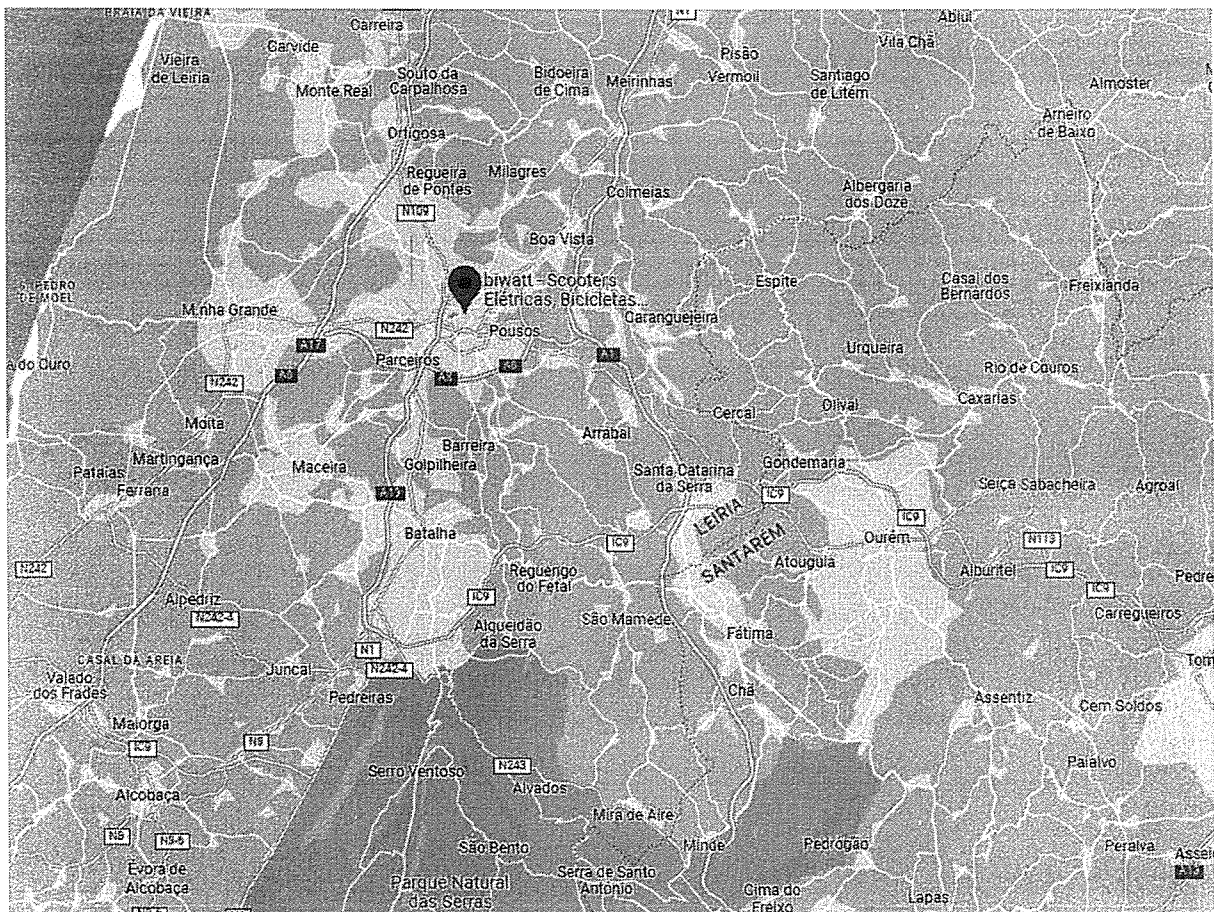 PRAIA DA VIEIRA
Carreira
N1
Abiul
Carvide
Vila Chã
Vieira
de Leiria
Pisão
Souto da
Carpalhosa
Bidoeira
de Cima
Meirinhas
Vermoil
Santiago
de Litém
Almoster
Monte Real
Arneiro
de Baixo
Ortigosa
Regueira
de Pontes
Milagres
Colmeias
Albergaria
dos Doze
N109
Boa Vista
biwatt - Scooters
Elétricas, Bicicletas...
Espite
Casal dos
Bernardos
Freixianda
S. PEDRO
DE MOEL
Marinha Grande
N242
Pousos
Caranguejeira
A17
Parceiros
A1
Urqueira
a do Ouro
A8
A8
A8
Rio de Couros
N242
Caxarias
Cercal
Olival
Moita
Barreira
Arrabal
Martingança
Pataias
Maceira
Golpilheira
Santa Catarina
da Serra
Gondemaria
Ferraria
Seiça
Sabacheira
Agroal
A19
IC9
LEIRIA
SANTARÉM
IC9
Batalha
IC9
Ourém
N113
N242
Reguengo
do Fetal
Atouguia
Alburitel
IC9
Alpedriz
IC9
IC9
Carregueiros
N242-4
Alqueidão
da Serra
São Mamede
Fátima
N1
CASAL DA AREIA
Juncal
N242-4
Valado
dos Frades
Pedreiras
Chã
Assentiz
Cem Soldos
Maiorga
IC9
N8
Serro Ventoso
N243
Alvados
Paialvo
Alcobaça
Mira de Aire
N8
N8-6
São Bento
Minde
Pedrógão
Peralva
Évora de
Alcobaça
Parque Natural
das Serras
Serra de Santo
António
Cima do
Freixo
Lapas
A13